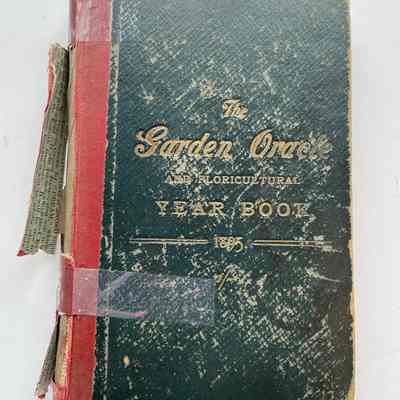 The
Garden Oracle
AND FLORICULTURAL
YEAR BOOK
1895